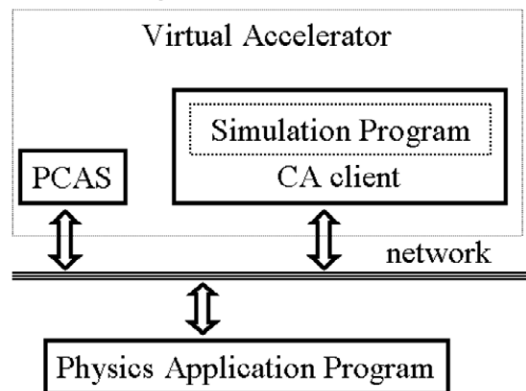 Virtual Accelerator
Simulation Program
PCAS
CA client
network
Physics Application Program